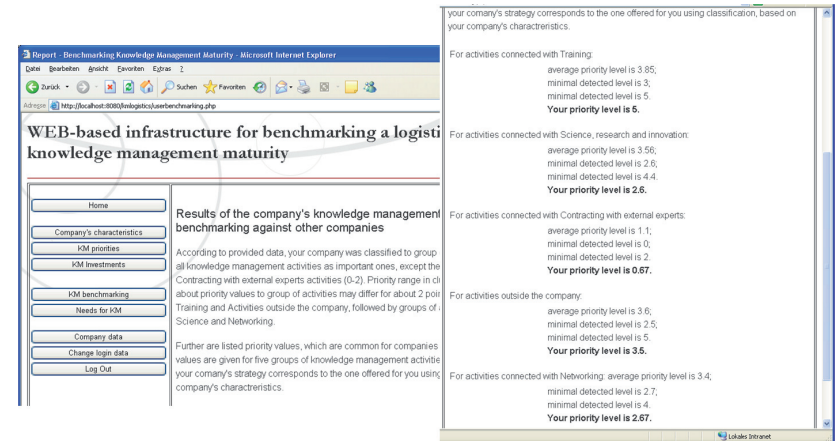 Report - Benchmarking Knowledge Management Maturity - Microsoft Internet Explorer
Datei Bearbeiten Ansicht Favoriten Extras ?
Zurück Suchen Favoriten
Adresse http://localhost:8080/kmlogistics/userbenchmarking.php
WEB-based infrastructure for benchmarking a logisti
knowledge management maturity
Home
Company's characteristics
KM priorities
KM Investments
KM benchmarking
Needs for KM
Company data
Change login data
Log Out
Results of the company's knowledge management
benchmarking against other companies
According to provided data, your company was classified to group
all knowledge management activities as important ones, except the
Contracting with external experts activities (0-2). Priority range in clu
about priority values to group of activities may differ for about 2 poin
Training and Activities outside the company, followed by groups of
Science and Networking.
Further are listed priority values, which are common for companies
values are given for five groups of knowledge management activitie
your comany's strategy corresponds to the one offered for you using
company's charactreristics.
your comany's strategy corresponds to the one offered for you using classification, based on
your company's charactreristics.
For activities connected with Training:
average priority level is 3.85;
minimal detected level is 3;
minimal detected level is 5.
Your priority level is 5.
For activities connected with Science, research and innovation:
average priority level is 3.56;
minimal detected level is 2.6;
minimal detected level is 4.4.
Your priority level is 2.6.
For activities connected with Contracting with external experts:
average priority level is 1.1;
minimal detected level is 0;
minimal detected level is 2.
Your priority level is 0.67.
For activities outside the company:
average priority level is 3.6;
minimal detected level is 2.5;
minimal detected level is 5.
Your priority level is 3.5.
For activities connected with Networking: average priority level is 3.4;
minimal detected level is 2.7;
minimal detected level is 4.
Your priority level is 2.67.
Lokales Intranet